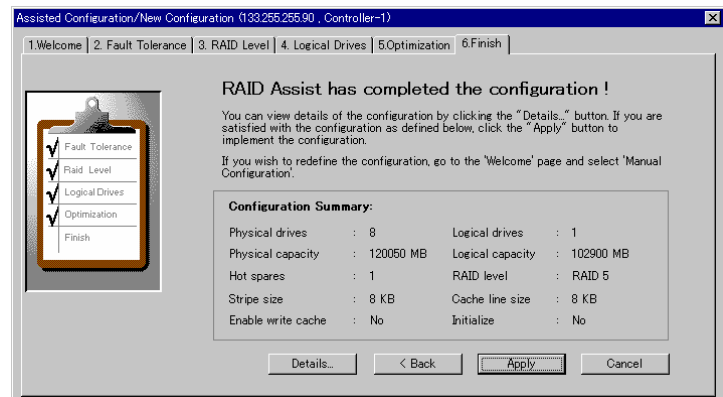 Assisted Configuration/New Configuration (133.255.255.90 , Controller-1)
1.Welcome 2. Fault Tolerance 3. RAID Level 4. Logical Drives 5.Optimization 6.Finish
RAID Assist has completed the configuration !
You can view details of the configuration by clicking the "Details..." button. If you are
satisfied with the configuration as defined below, click the "Apply" button to
implement the configuration.
If you wish to redefine the configuration, go to the 'Welcome' page and select 'Manual
Configuration'.
Fault Tolerance
Raid Level
Logical Drives
Optimization
Finish
Configuration Summary:
Physical drives : 8 Logical drives : 1
Physical capacity : 120050 MB Logical capacity : 102900 MB
Hot spares : 1 RAID level : RAID 5
Stripe size : 8 KB Cache line size : 8 KB
Enable write cache : No Initialize : No
Details... < Back Apply Cancel